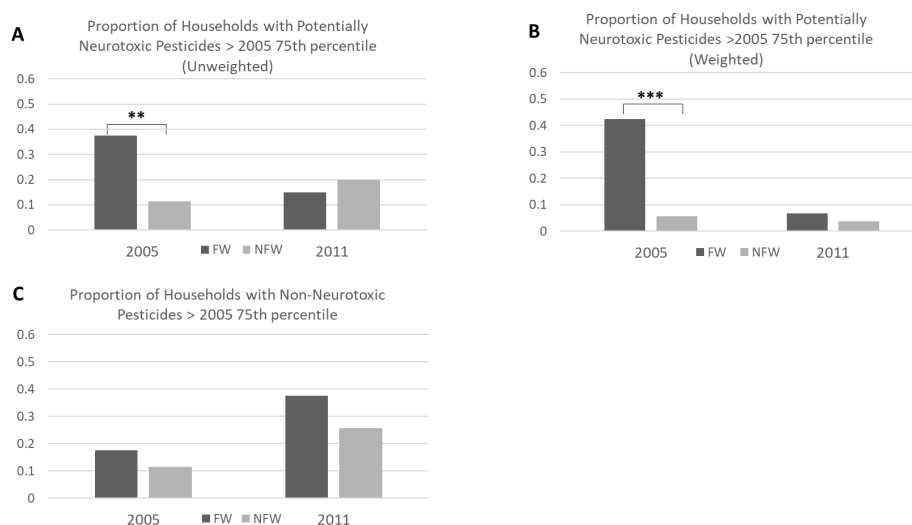 A
Proportion of Households with Potentially
Neurotoxic Pesticides > 2005 75th percentile
(Unweighted)
0.6
0.5
0.4
0.3
0.2
0.1
0
**
2005
2011
FW NFW
B
Proportion of Households with Potentially
Neurotoxic Pesticides >2005 75th percentile
(Weighted)
0.6
0.5
0.4
0.3
0.2
0.1
0
***
2005
2011
FW NFW
C
Proportion of Households with Non-Neurotoxic
Pesticides > 2005 75th percentile
0.6
0.5
0.4
0.3
0.2
0.1
0
2005
2011
FW NFW